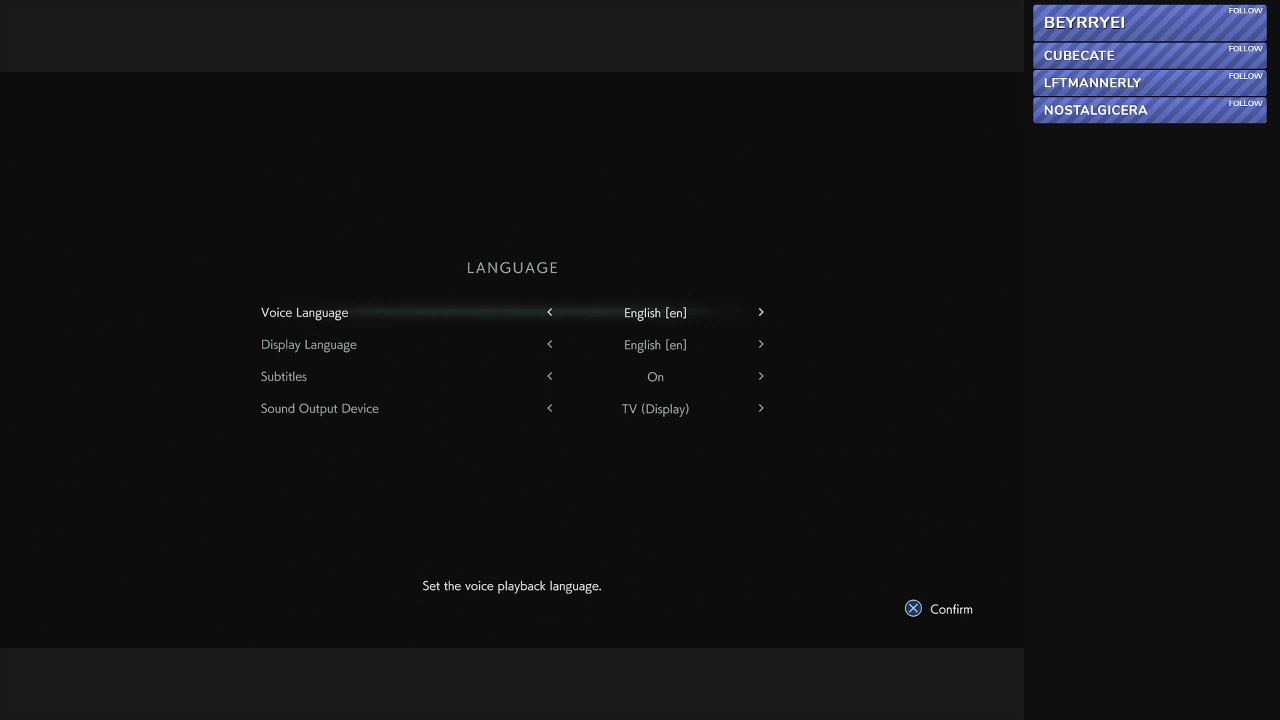 LANGUAGE
Voice Language < English [en] >
Display Language < English [en] >
Subtitles < On >
Sound Output Device < TV (Display) >
Set the voice playback language.
Confirm
FOLLOW
BEYRRYEI
FOLLOW
CUBECATE
FOLLOW
LFTMANNERLY
FOLLOW
NOSTALGICERA